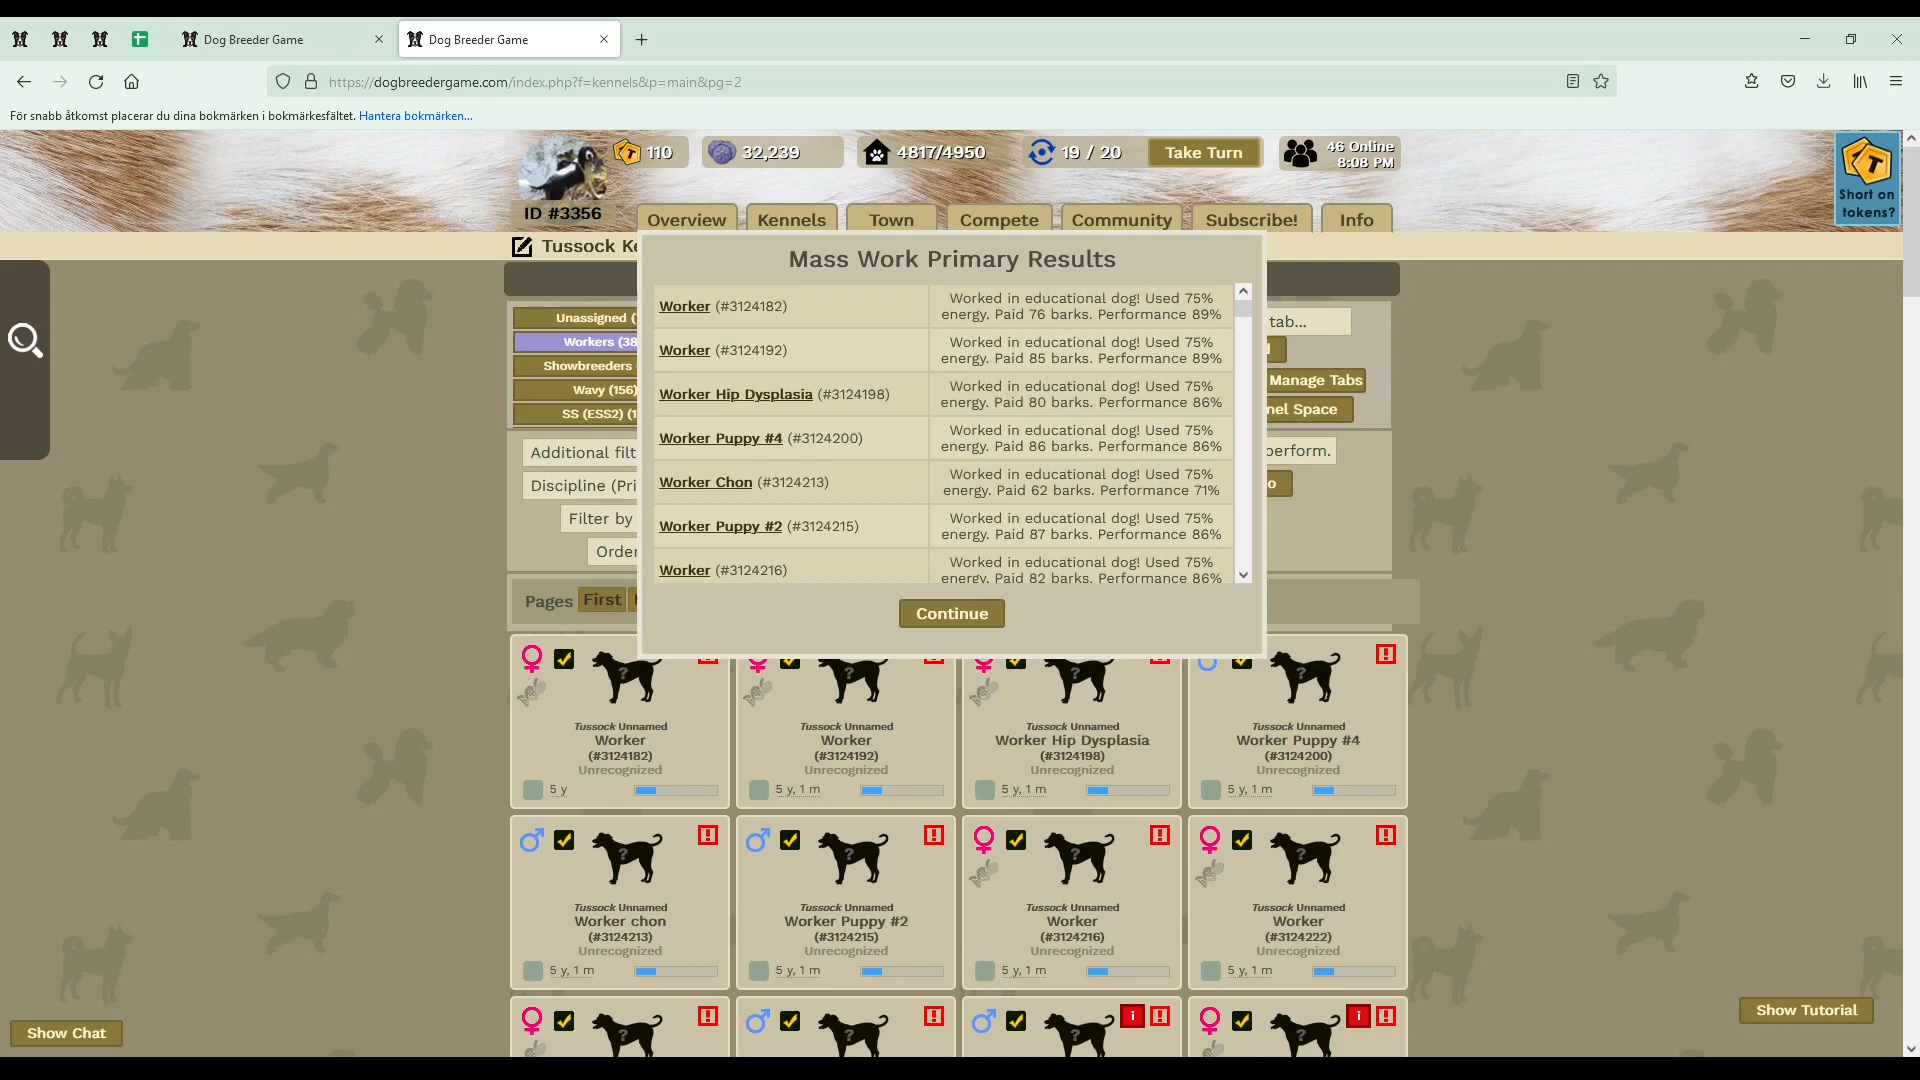 Dog Breeder Game
Dog Breeder Game
https://dogbreedergame.com/index.php?f=kennels&p=main&pg=2
För snabb åtkomst placerar du dina bokmärken i bokmärkesfältet. Hantera bokmärken...
110
32,239
4817/4950
19 / 20
Take Turn
46 Online
8:08 PM
Short on
tokens?
ID #3356
Overview
Kennels
Town
Compete
Community
Subscribe!
Info
Tussock Ke
Mass Work Primary Results
Worker (#3124182)
Worked in educational dog! Used 75%
energy. Paid 76 barks. Performance 89%
Worker (#3124192)
Worked in educational dog! Used 75%
energy. Paid 85 barks. Performance 89%
Worker Hip Dysplasia (#3124198)
Worked in educational dog! Used 75%
energy. Paid 80 barks. Performance 86%
Worker Puppy #4 (#3124200)
Worked in educational dog! Used 75%
energy. Paid 86 barks. Performance 86%
Worker Chon (#3124213)
Worked in educational dog! Used 75%
energy. Paid 62 barks. Performance 71%
Worker Puppy #2 (#3124215)
Worked in educational dog! Used 75%
energy. Paid 87 barks. Performance 86%
Worker (#3124216)
Worked in educational dog! Used 75%
energy. Paid 82 barks. Performance 86%
Continue
Unassigned (
Workers (38
Showbreeders
Wavy (156)
SS (ESS2) (1
Additional filt
Discipline (Pri
Filter by
Order
Pages First
tab...
Manage Tabs
nel Space
perform.
o
Tussock Unnamed
Worker
(#3124182)
Unrecognized
5 y
Tussock Unnamed
Worker
(#3124192)
Unrecognized
5 y, 1 m
Tussock Unnamed
Worker Hip Dysplasia
(#3124198)
Unrecognized
5 y, 1 m
Tussock Unnamed
Worker Puppy #4
(#3124200)
Unrecognized
5 y, 1 m
Tussock Unnamed
Worker chon
(#3124213)
Unrecognized
5 y, 1 m
Tussock Unnamed
Worker Puppy #2
(#3124215)
Unrecognized
5 y, 1 m
Tussock Unnamed
Worker
(#3124216)
Unrecognized
5 y, 1 m
Tussock Unnamed
Worker
(#3124222)
Unrecognized
5 y, 1 m
Show Chat
Show Tutorial